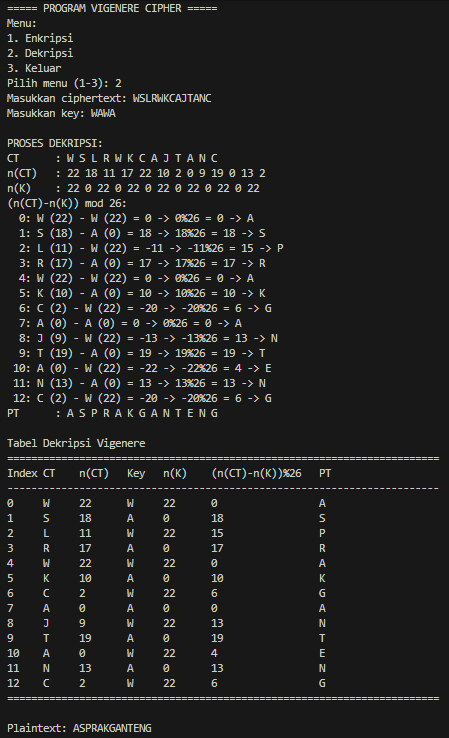 ===== PROGRAM VIGENERE CIPHER =====
Menu:
1. Enkripsi
2. Dekripsi
3. Keluar
Pilih menu (1-3): 2
Masukkan ciphertext: WSLRWKCAJTANC
Masukkan key: WAWA
PROSES DEKRIPSI:
CT     : W S L R W K C A J T A N C
n(CT)  : 22 18 11 17 22 10 2 0 9 19 0 13 2
n(K)   : 22 0 22 0 22 0 22 0 22 0 22 0 22
(n(CT)-n(K)) mod 26:
  0: W (22) - W (22) = 0 -> 0%26 = 0 -> A
  1: S (18) - A (0) = 18 -> 18%26 = 18 -> S
  2: L (11) - W (22) = -11 -> -11%26 = 15 -> P
  3: R (17) - A (0) = 17 -> 17%26 = 17 -> R
  4: W (22) - W (22) = 0 -> 0%26 = 0 -> A
  5: K (10) - A (0) = 10 -> 10%26 = 10 -> K
  6: C (2) - W (22) = -20 -> -20%26 = 6 -> G
  7: A (0) - A (0) = 0 -> 0%26 = 0 -> A
  8: J (9) - W (22) = -13 -> -13%26 = 13 -> N
  9: T (19) - A (0) = 19 -> 19%26 = 19 -> T
 10: A (0) - W (22) = -22 -> -22%26 = 4 -> E
 11: N (13) - A (0) = 13 -> 13%26 = 13 -> N
 12: C (2) - W (22) = -20 -> -20%26 = 6 -> G
PT     : A S P R A K G A N T E N G
Tabel Dekripsi Vigenere
=====================================================================
Index CT    n(CT)   Key   n(K)    (n(CT)-n(K))%26   PT
---------------------------------------------------------------------
0     W     22      W     22      0                 A
1     S     18      A     0       18                S
2     L     11      W     22      15                P
3     R     17      A     0       17                R
4     W     22      W     22      0                 A
5     K     10      A     0       10                K
6     C     2       W     22      6                 G
7     A     0       A     0       0                 A
8     J     9       W     22      13                N
9     T     19      A     0       19                T
10    A     0       W     22      4                 E
11    N     13      A     0       13                N
12    C     2       W     22      6                 G
=====================================================================
Plaintext: ASPRAKGANTENG